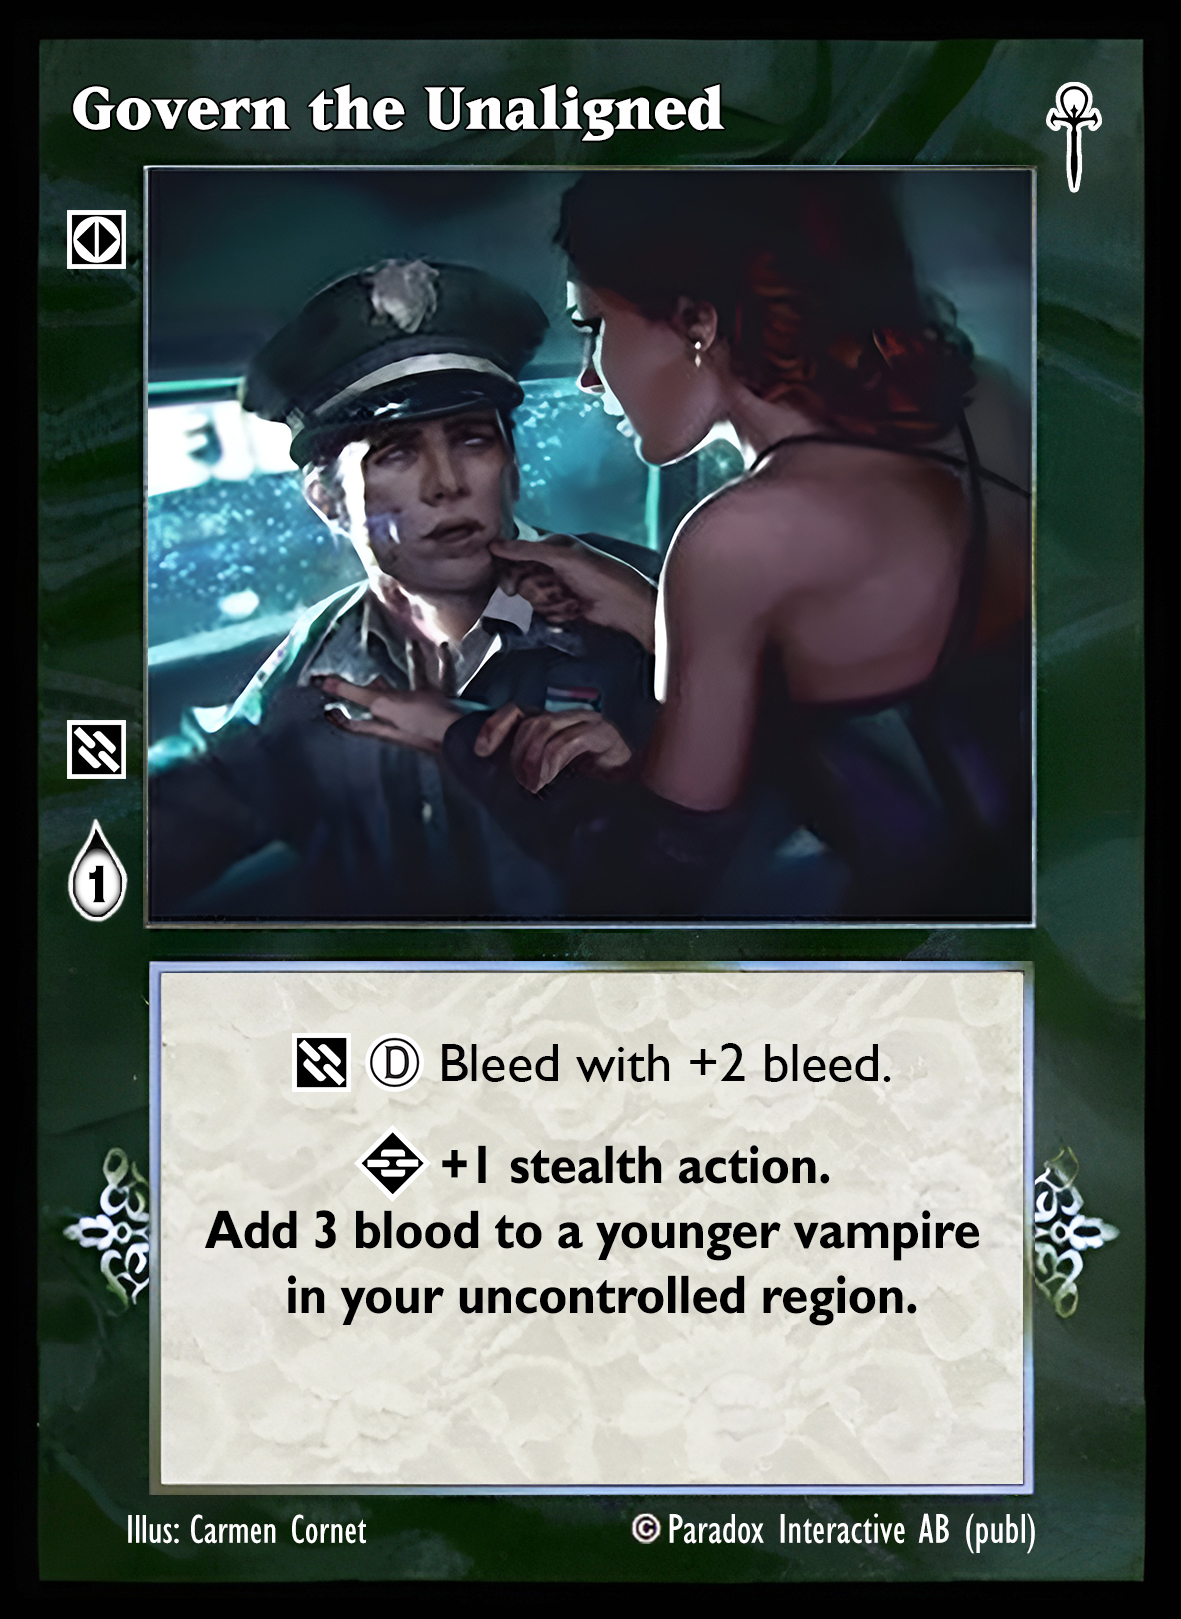 Govern the Unaligned
E
1
D Bleed with +2 bleed.
+1 stealth action.
Add 3 blood to a younger vampire
in your uncontrolled region.
Illus: Carmen Cornet
© Paradox Interactive AB (publ)